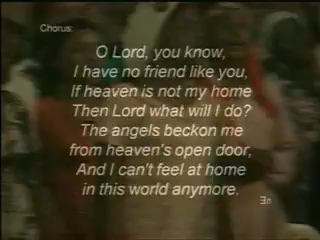 Chorus:
O Lord, you know,
I have no friend like you,
If heaven is not my home
Then Lord what will I do?
The angels beckon me
from heaven's open door,
And I can't feel at home
in this world anymore.